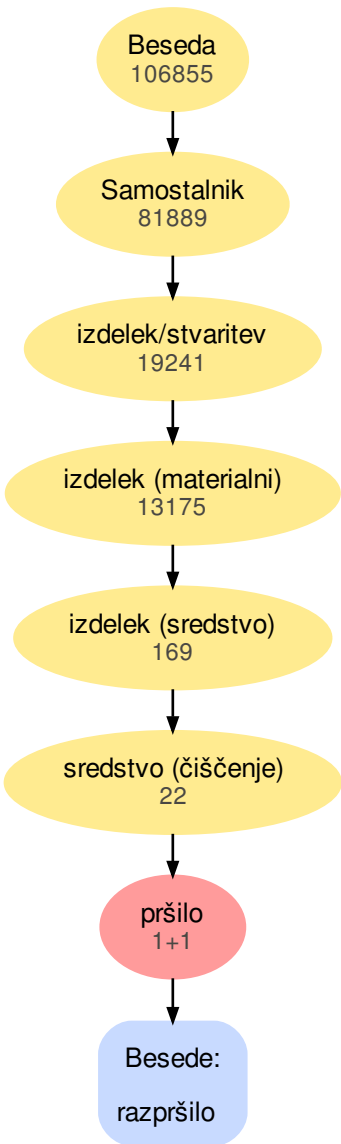 Beseda
106855
Samostalnik
81889
izdelek/stvaritev
19241
izdelek (materialni)
13175
izdelek (sredstvo)
169
sredstvo (čiščenje)
22
pršilo
1+1
Besede:
razpršilo